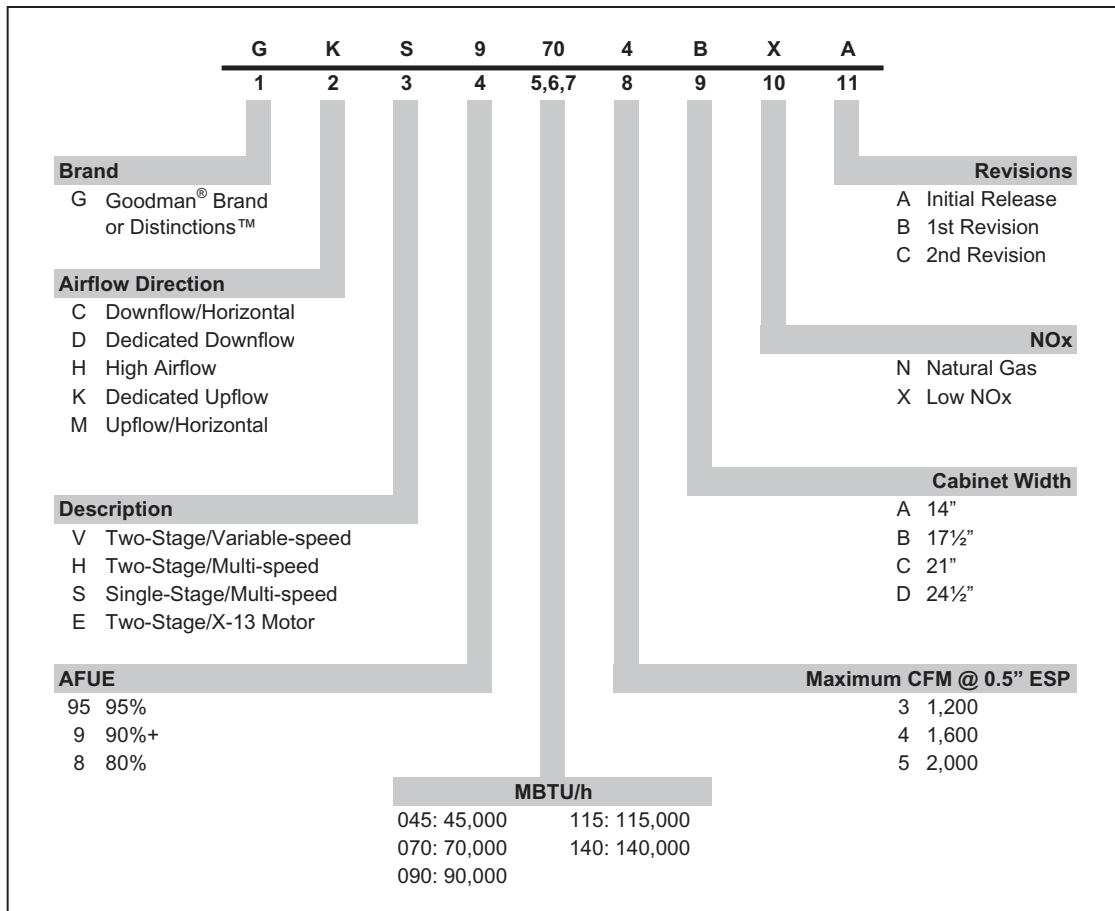 G K S 9 70 4 B X A
1 2 3 4 5,6,7 8 9 10 11
Brand
G Goodman® Brand
or Distinctions™
Airflow Direction
C Downflow/Horizontal
D Dedicated Downflow
H High Airflow
K Dedicated Upflow
M Upflow/Horizontal
Description
V Two-Stage/Variable-speed
H Two-Stage/Multi-speed
S Single-Stage/Multi-speed
E Two-Stage/X-13 Motor
AFUE
95 95%
9 90%+
8 80%
MBTU/h
045: 45,000 115: 115,000
070: 70,000 140: 140,000
090: 90,000
Revisions
A Initial Release
B 1st Revision
C 2nd Revision
NOx
N Natural Gas
X Low NOx
Cabinet Width
A 14”
B 17½”
C 21”
D 24½”
Maximum CFM @ 0.5” ESP
3 1,200
4 1,600
5 2,000